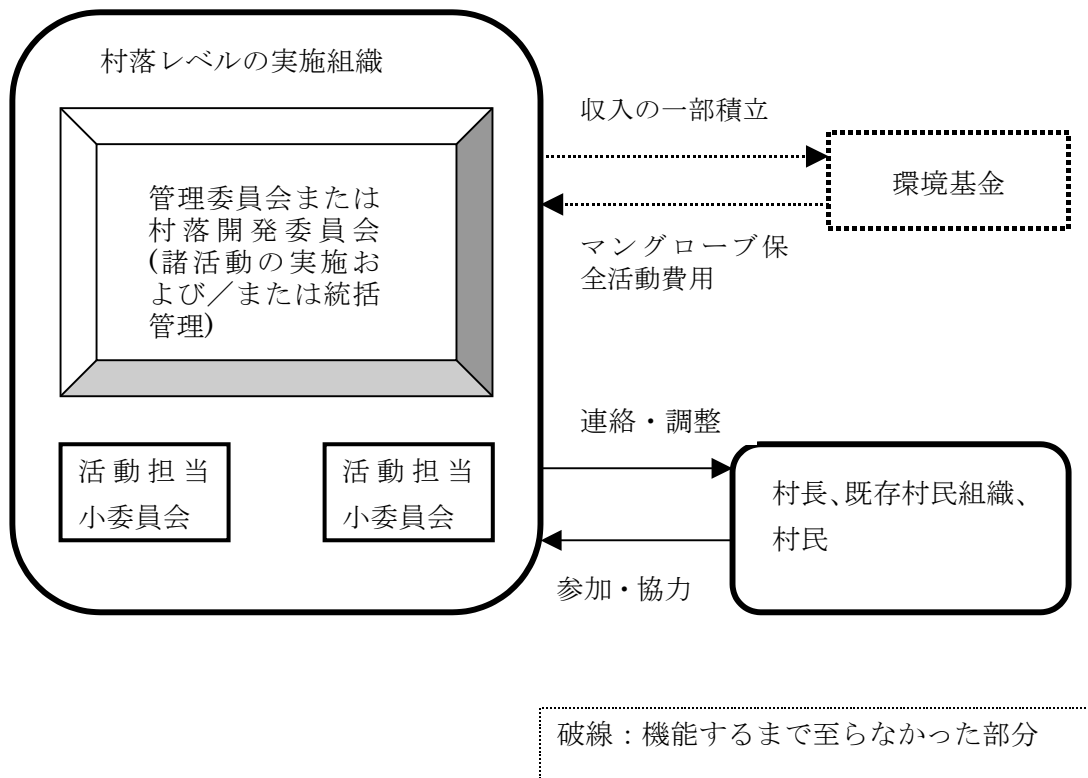 村落レベルの実施組織
収入の一部積立
環境基金
管理委員会または
村落開発委員会
(諸活動の実施お
よび／または統括
管理)
マングローブ保
全活動費用
連絡・調整
活動担当
小委員会
活動担当
小委員会
村長、既存村民組織、
村民
参加・協力
破線：機能するまで至らなかった部分